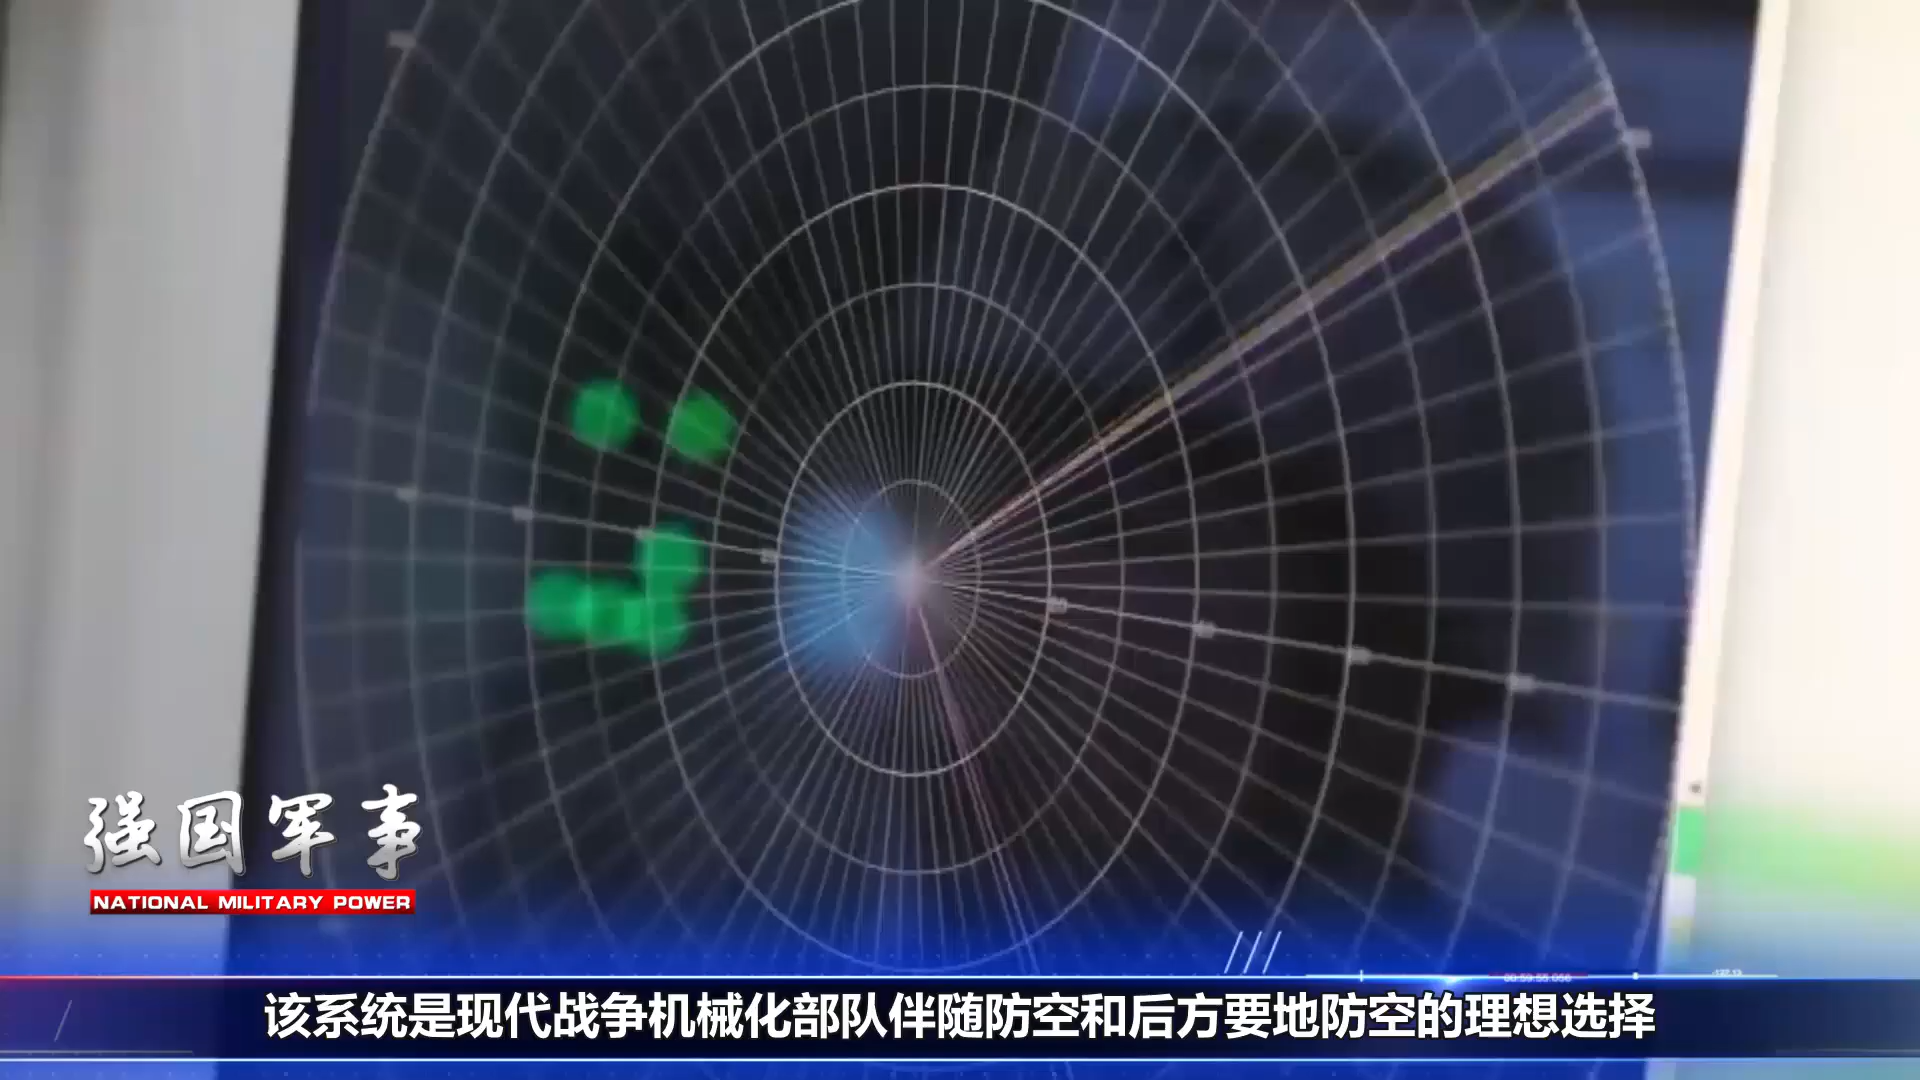 强国军事
NATIONAL MILITARY POWER
该系统是现代战争机械化部队伴随防空和后方要地防空的理想选择